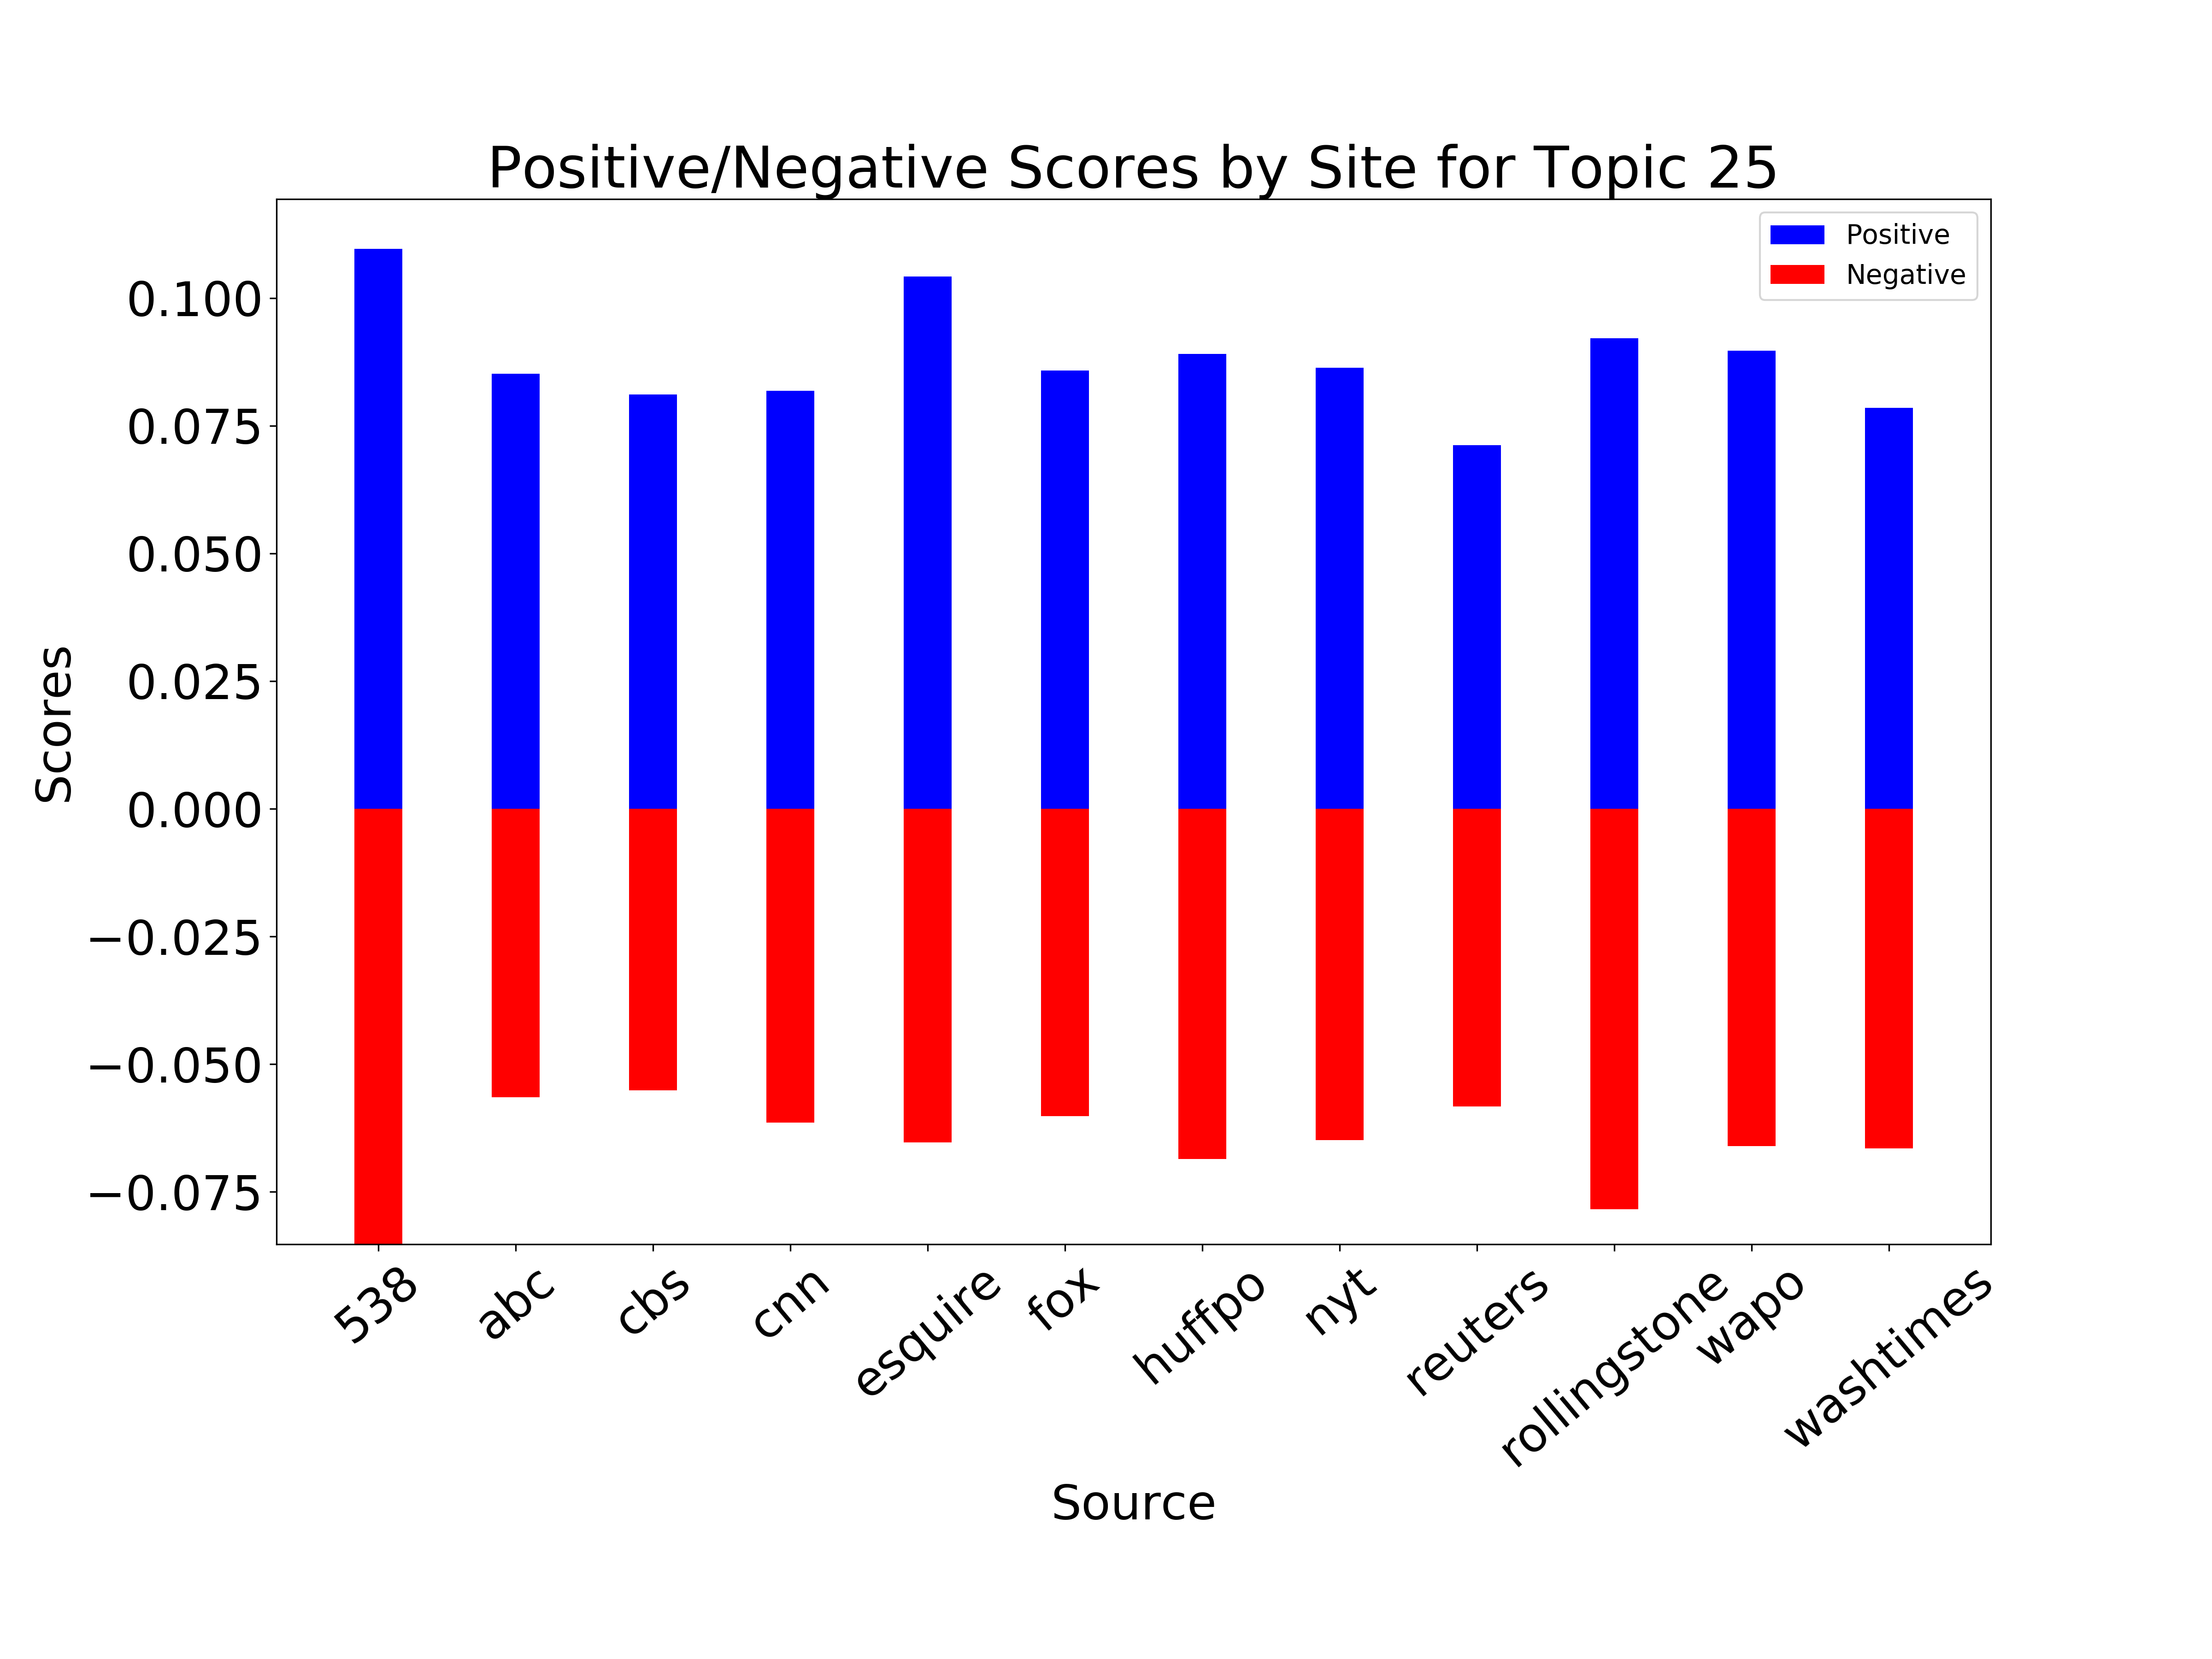 Positive/Negative Scores by Site for Topic 25
Positive
Negative
0.100
0.075
0.050
0.025
0.000
−0.025
−0.050
−0.075
Scores
538
abc
cbs
cnn
esquire
fox
huffpo
nyt
reuters
rollingstone
wapo
washtimes
Source